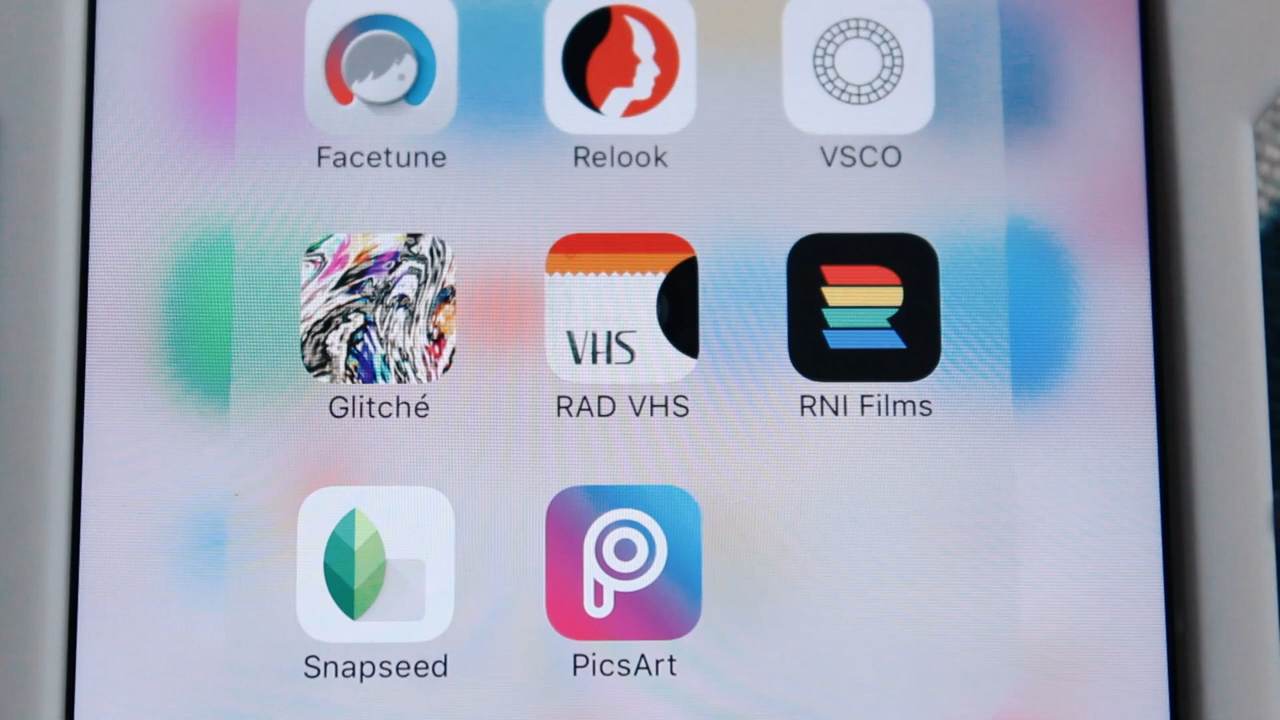 Facetune
Relook
VSCO
VHS
Glitché
RAD VHS
RNI Films
Snapseed
PicsArt